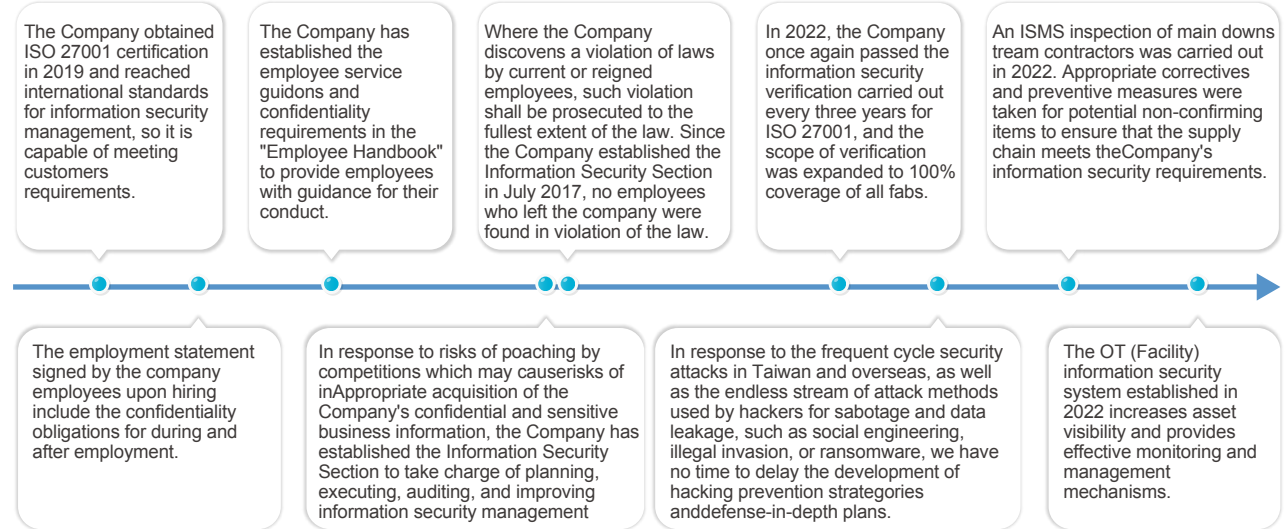 The Company obtained
ISO 27001 certification
in 2019 and reached
international standards
for information security
management, so it is
capable of meeting
customers
requirements.
The Company has
established the
employee service
guidons and
confidentiality
requirements in the
"Employee Handbook"
to provide employees
with guidance for their
conduct.
Where the Company
discovens a violation of laws
by current or reigned
employees, such violation
shall be prosecuted to the
fullest extent of the law. Since
the Company established the
Information Security Section
in July 2017, no employees
who left the company were
found in violation of the law.
In 2022, the Company
once again passed the
information security
verification carried out
every three years for
ISO 27001, and the
scope of verification
was expanded to 100%
coverage of all fabs.
An ISMS inspection of main downs
tream contractors was carried out
in 2022. Appropriate correctives
and preventive measures were
taken for potential non-confirming
items to ensure that the supply
chain meets theCompany's
information security requirements.
The employment statement
signed by the company
employees upon hiring
include the confidentiality
obligations for during and
after employment.
In response to risks of poaching by
competitions which may causerisks of
inAppropriate acquisition of the
Company's confidential and sensitive
business information, the Company has
established the Information Security
Section to take charge of planning,
executing, auditing, and improving
information security management
In response to the frequent cycle security
attacks in Taiwan and overseas, as well
as the endless stream of attack methods
used by hackers for sabotage and data
leakage, such as social engineering,
illegal invasion, or ransomware, we have
no time to delay the development of
hacking prevention strategories
anddefense-in-depth plans.
The OT (Facility)
information security
system established in
2022 increases asset
visibility and provides
effective monitoring and
management
mechanisms.